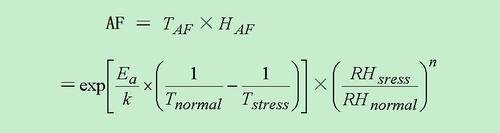 AF = T_AF × H_AF
= exp[E_a/k × (1/T_normal − 1/T_stress)] × (RH_sress/RH_normal)^n